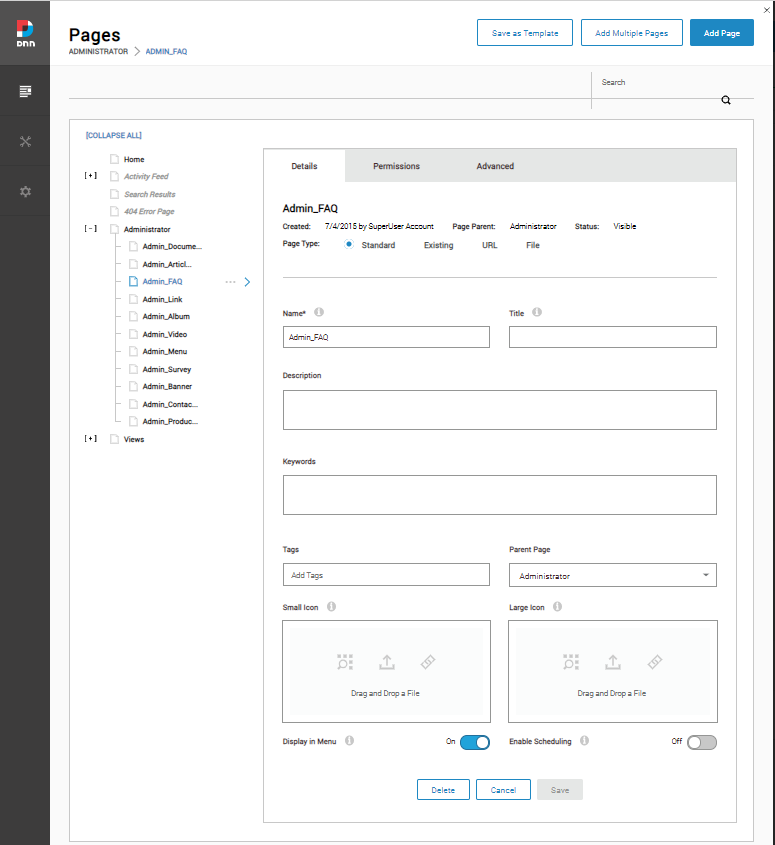 dnn
Pages
ADMINISTRATOR > ADMIN_FAQ
Save as Template
Add Multiple Pages
Add Page
Search
[COLLAPSE ALL]
Home
[+] Activity Feed
Search Results
404 Error Page
[-] Administrator
Admin_Docume...
Admin_Articl...
Admin_FAQ ... >
Admin_Link
Admin_Album
Admin_Video
Admin_Menu
Admin_Survey
Admin_Banner
Admin_Contac...
Admin_Produc...
[+] Views
Details Permissions Advanced
Admin_FAQ
Created: 7/4/2015 by SuperUser Account Page Parent: Administrator Status: Visible
Page Type: Standard Existing URL File
Name* Title
Admin_FAQ
Description
Keywords
Tags Parent Page
Add Tags Administrator
Small Icon Large Icon
Drag and Drop a File Drag and Drop a File
Display in Menu On Enable Scheduling Off
Delete Cancel Save